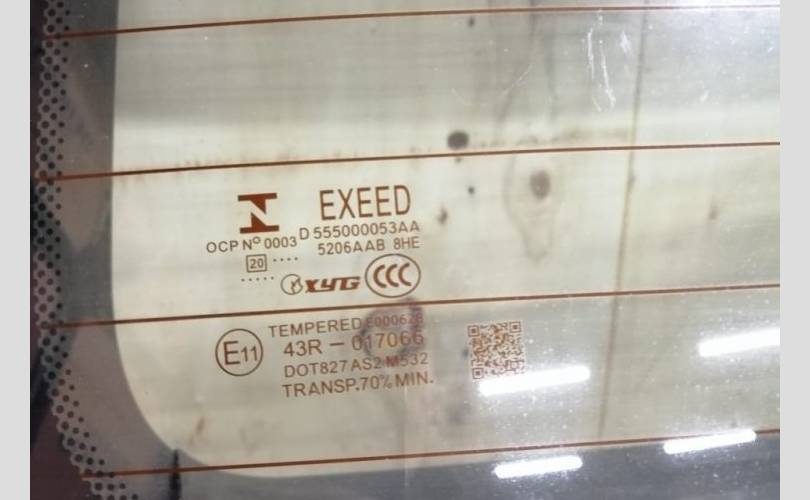 EXEED
D 555000053AA
OCP Nº 0003
5206AAB 8HE
20 ····
····· XYG CCC
TEMPERED E000628
E11 43R - 017066
DOT827 AS2 M532
TRANSP.70% MIN.